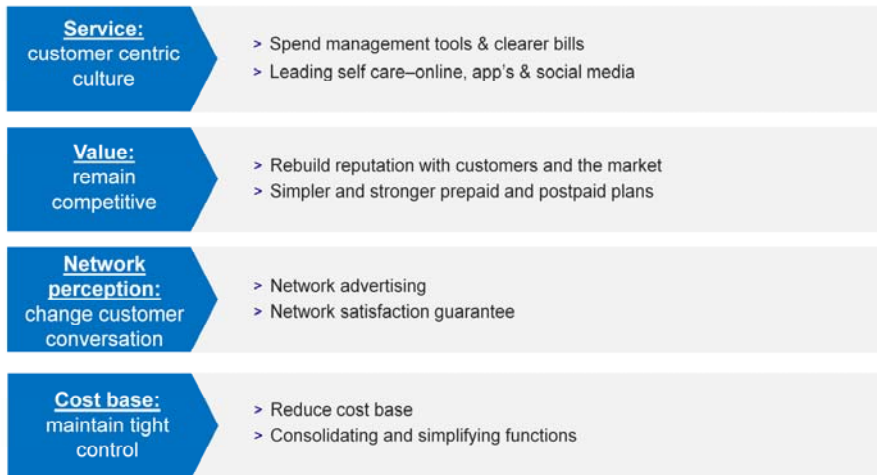 Service:
customer centric
culture
> Spend management tools & clearer bills
> Leading self care–online, app's & social media
Value:
remain
competitive
> Rebuild reputation with customers and the market
> Simpler and stronger prepaid and postpaid plans
Network
perception:
change customer
conversation
> Network advertising
> Network satisfaction guarantee
Cost base:
maintain tight
control
> Reduce cost base
> Consolidating and simplifying functions